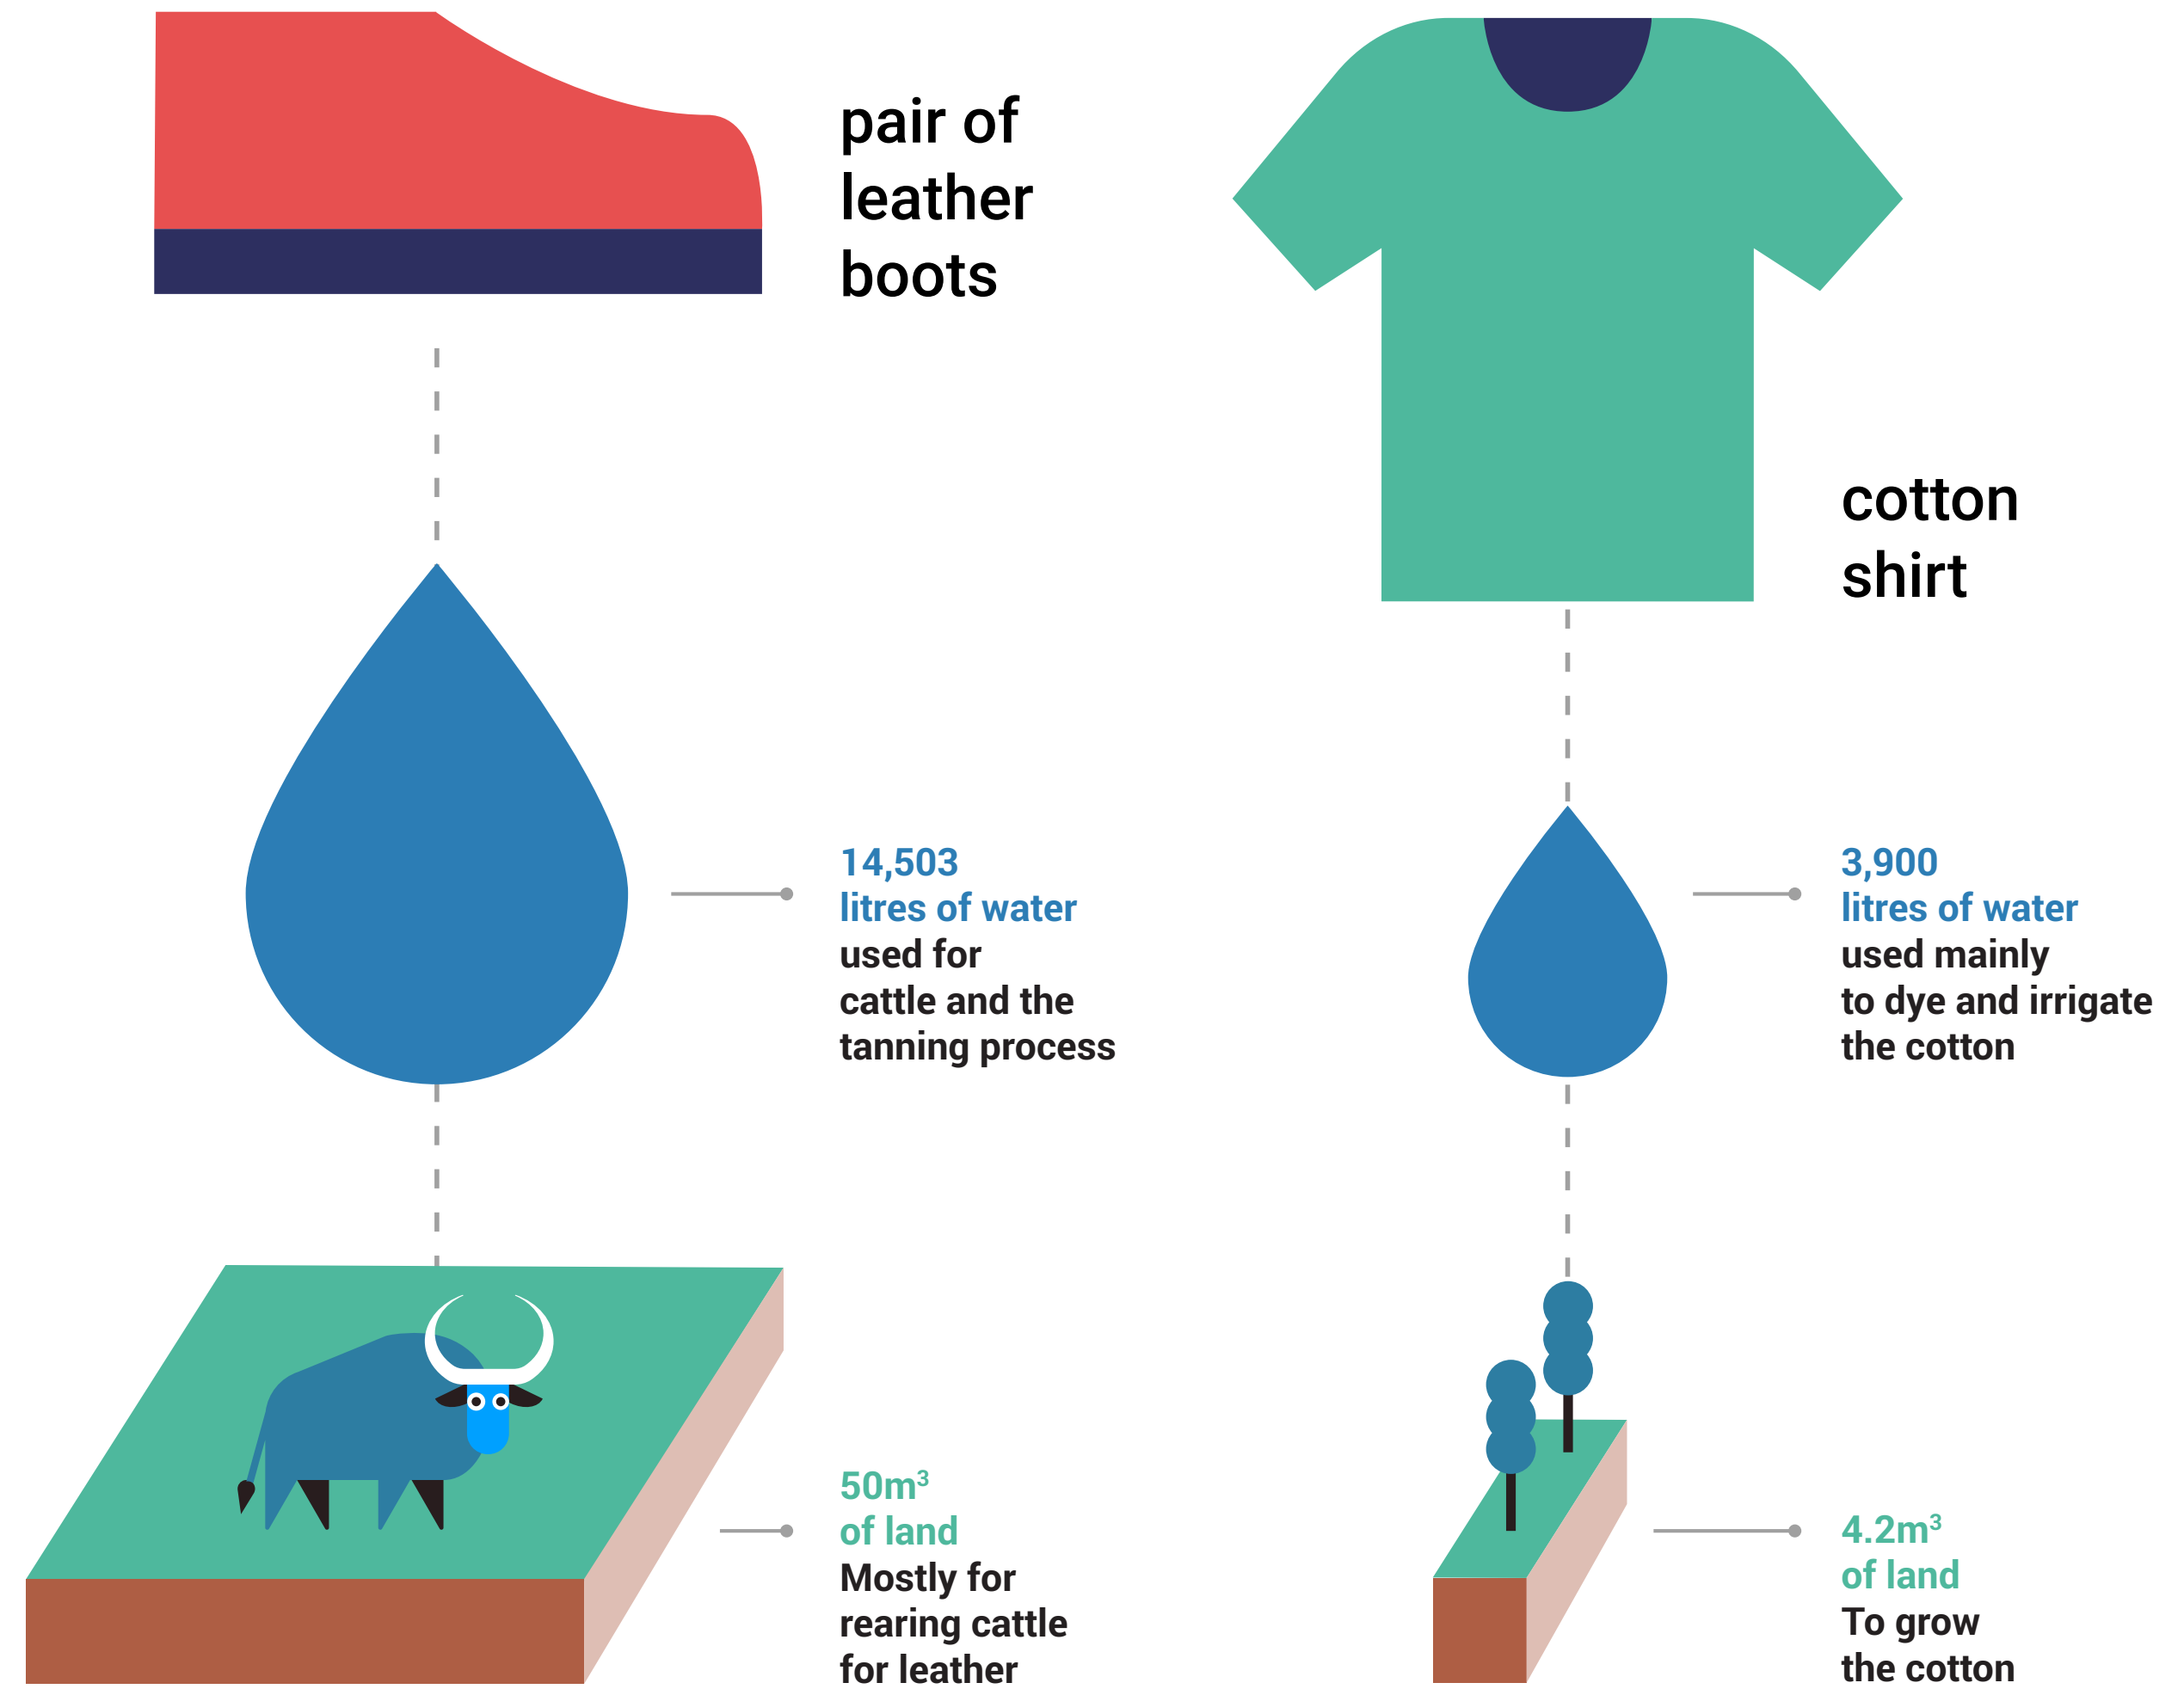 pair of
leather
boots
14,503
litres of water
used for
cattle and the
tanning process
50m³
of land
Mostly for
rearing cattle
for leather
cotton
shirt
3,900
litres of water
used mainly
to dye and irrigate
the cotton
4.2m³
of land
To grow
the cotton